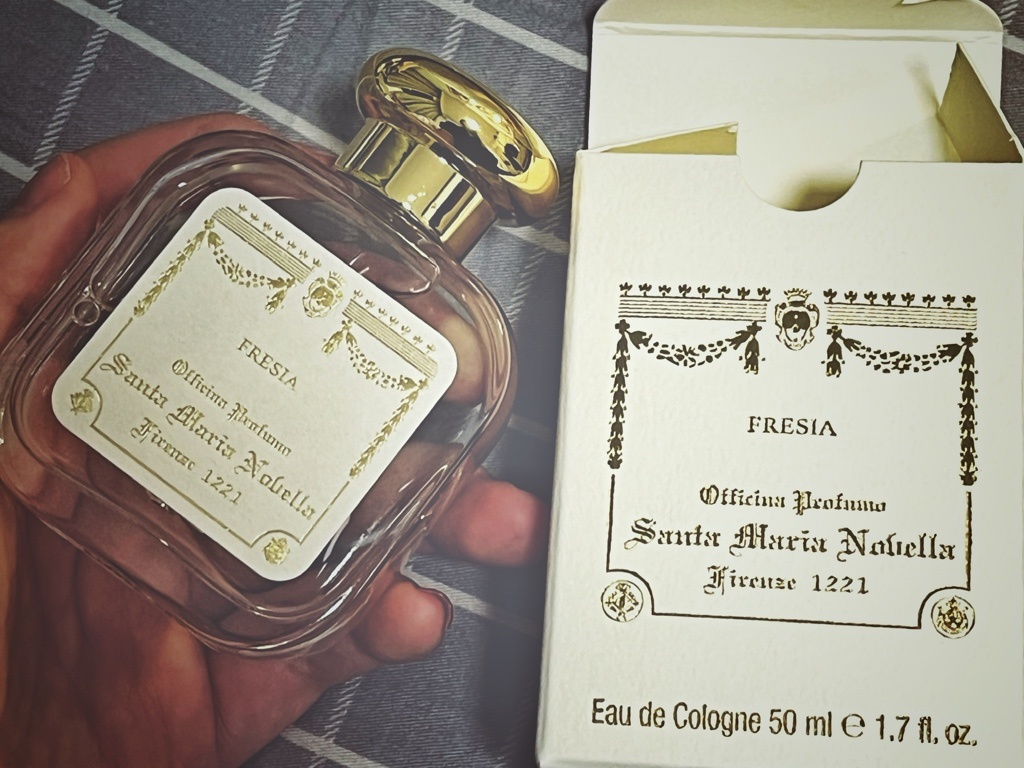 FRESIA
Officina Profumo
Santa Maria Novella
Firenze 1221
FRESIA
Officina Profumo
Santa Maria Novella
Firenze 1221
Eau de Cologne 50 ml ℮ 1.7 fl. oz.